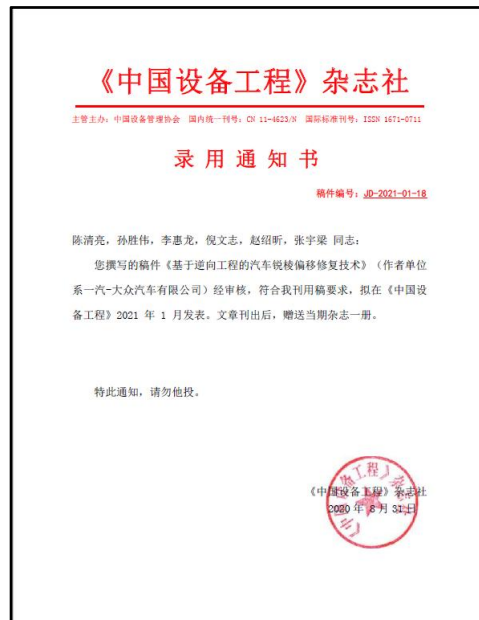 《中国设备工程》杂志社
主管主办：中国设备管理协会 国内统一刊号：CN 11-4623/N 国际标准刊号：ISSN 1671-0711
录用通知书
稿件编号：JD-2021-01-18
陈清亮，孙胜伟，李惠龙，倪文志，赵绍昕，张宇梁 同志：
您撰写的稿件《基于逆向工程的汽车锐棱偏移修复技术》（作者单位
系一汽-大众汽车有限公司）经审核，符合我刊用稿要求，拟在《中国设
备工程》2021 年 1 月发表。文章刊出后，赠送当期杂志一册。
特此通知，请勿他投。
《中国设备工程》杂志社
2020 年 8 月 31 日
《中国设备工程》杂志社